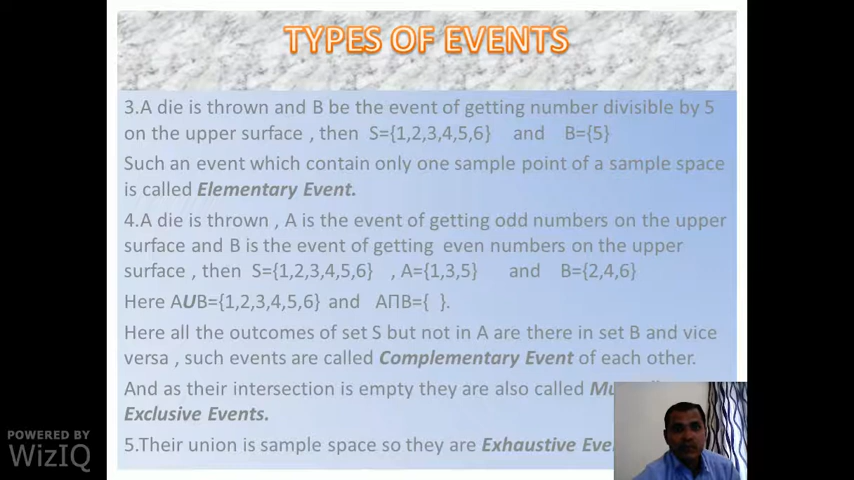 TYPES OF EVENTS
3.A die is thrown and B be the event of getting number divisible by 5
on the upper surface , then S={1,2,3,4,5,6} and B={5}
Such an event which contain only one sample point of a sample space
is called Elementary Event.
4.A die is thrown , A is the event of getting odd numbers on the upper
surface and B is the event of getting even numbers on the upper
surface , then S={1,2,3,4,5,6} , A={1,3,5} and B={2,4,6}
Here AUB={1,2,3,4,5,6} and AПB={ }.
Here all the outcomes of set S but not in A are there in set B and vice
versa , such events are called Complementary Event of each other.
And as their intersection is empty they are also called
Exclusive Events.
5.Their union is sample space so they are Exhaustive
POWERED BY
WizIQ